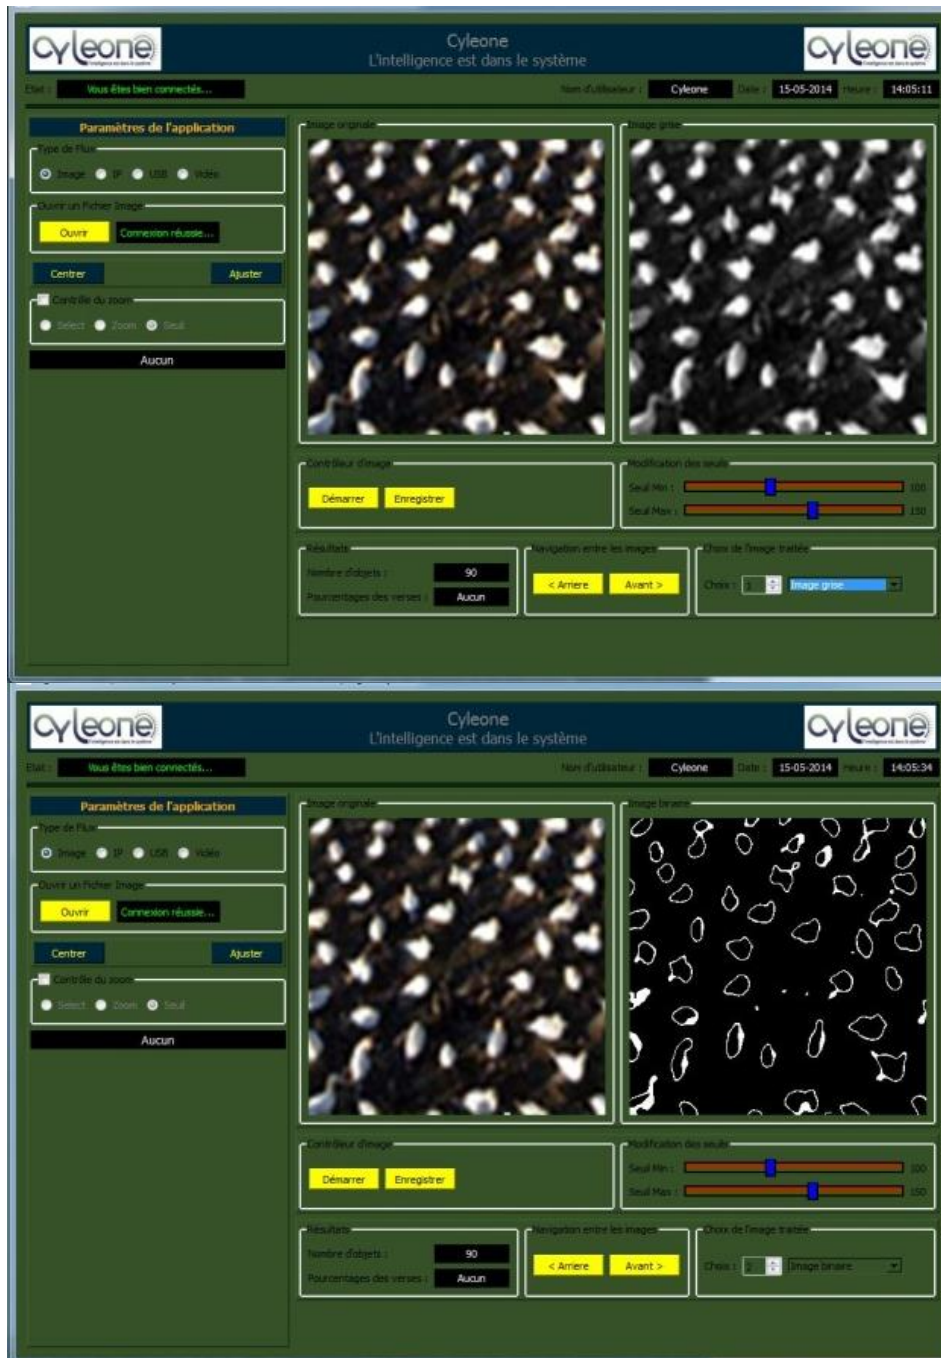 Cyleone
Cyleone
L'intelligence est dans le système
Cyleone
Etat : Vous êtes bien connectés... Nom d'utilisateur : Cyleone Date : 15-05-2014 Heure : 14:05:11
Paramètres de l'application
Type de Flux
Image IP USB Vidéo
Ouvrir un Fichier Image
Ouvrir Connexion réussie...
Centrer Ajuster
Contrôle du zoom
Select Zoom Seuil
Aucun
Image originale
Image grise
Contrôleur d'image
Démarrer Enregistrer
Modification des seuils
Seuil Min : 100
Seuil Max : 150
Résultats
Nombre d'objets : 90
Pourcentages des verses : Aucun
Navigation entre les images
< Arriere Avant >
Choix de l'image traitée
Choix : 1 Image grise
Cyleone
Cyleone
L'intelligence est dans le système
Cyleone
Etat : Vous êtes bien connectés... Nom d'utilisateur : Cyleone Date : 15-05-2014 Heure : 14:05:34
Paramètres de l'application
Type de Flux
Image IP USB Vidéo
Ouvrir un Fichier Image
Ouvrir Connexion réussie...
Centrer Ajuster
Contrôle du zoom
Select Zoom Seuil
Aucun
Image originale
Image binaire
Contrôleur d'image
Démarrer Enregistrer
Modification des seuils
Seuil Min : 100
Seuil Max : 150
Résultats
Nombre d'objets : 90
Pourcentages des verses : Aucun
Navigation entre les images
< Arriere Avant >
Choix de l'image traitée
Choix : 2 Image binaire